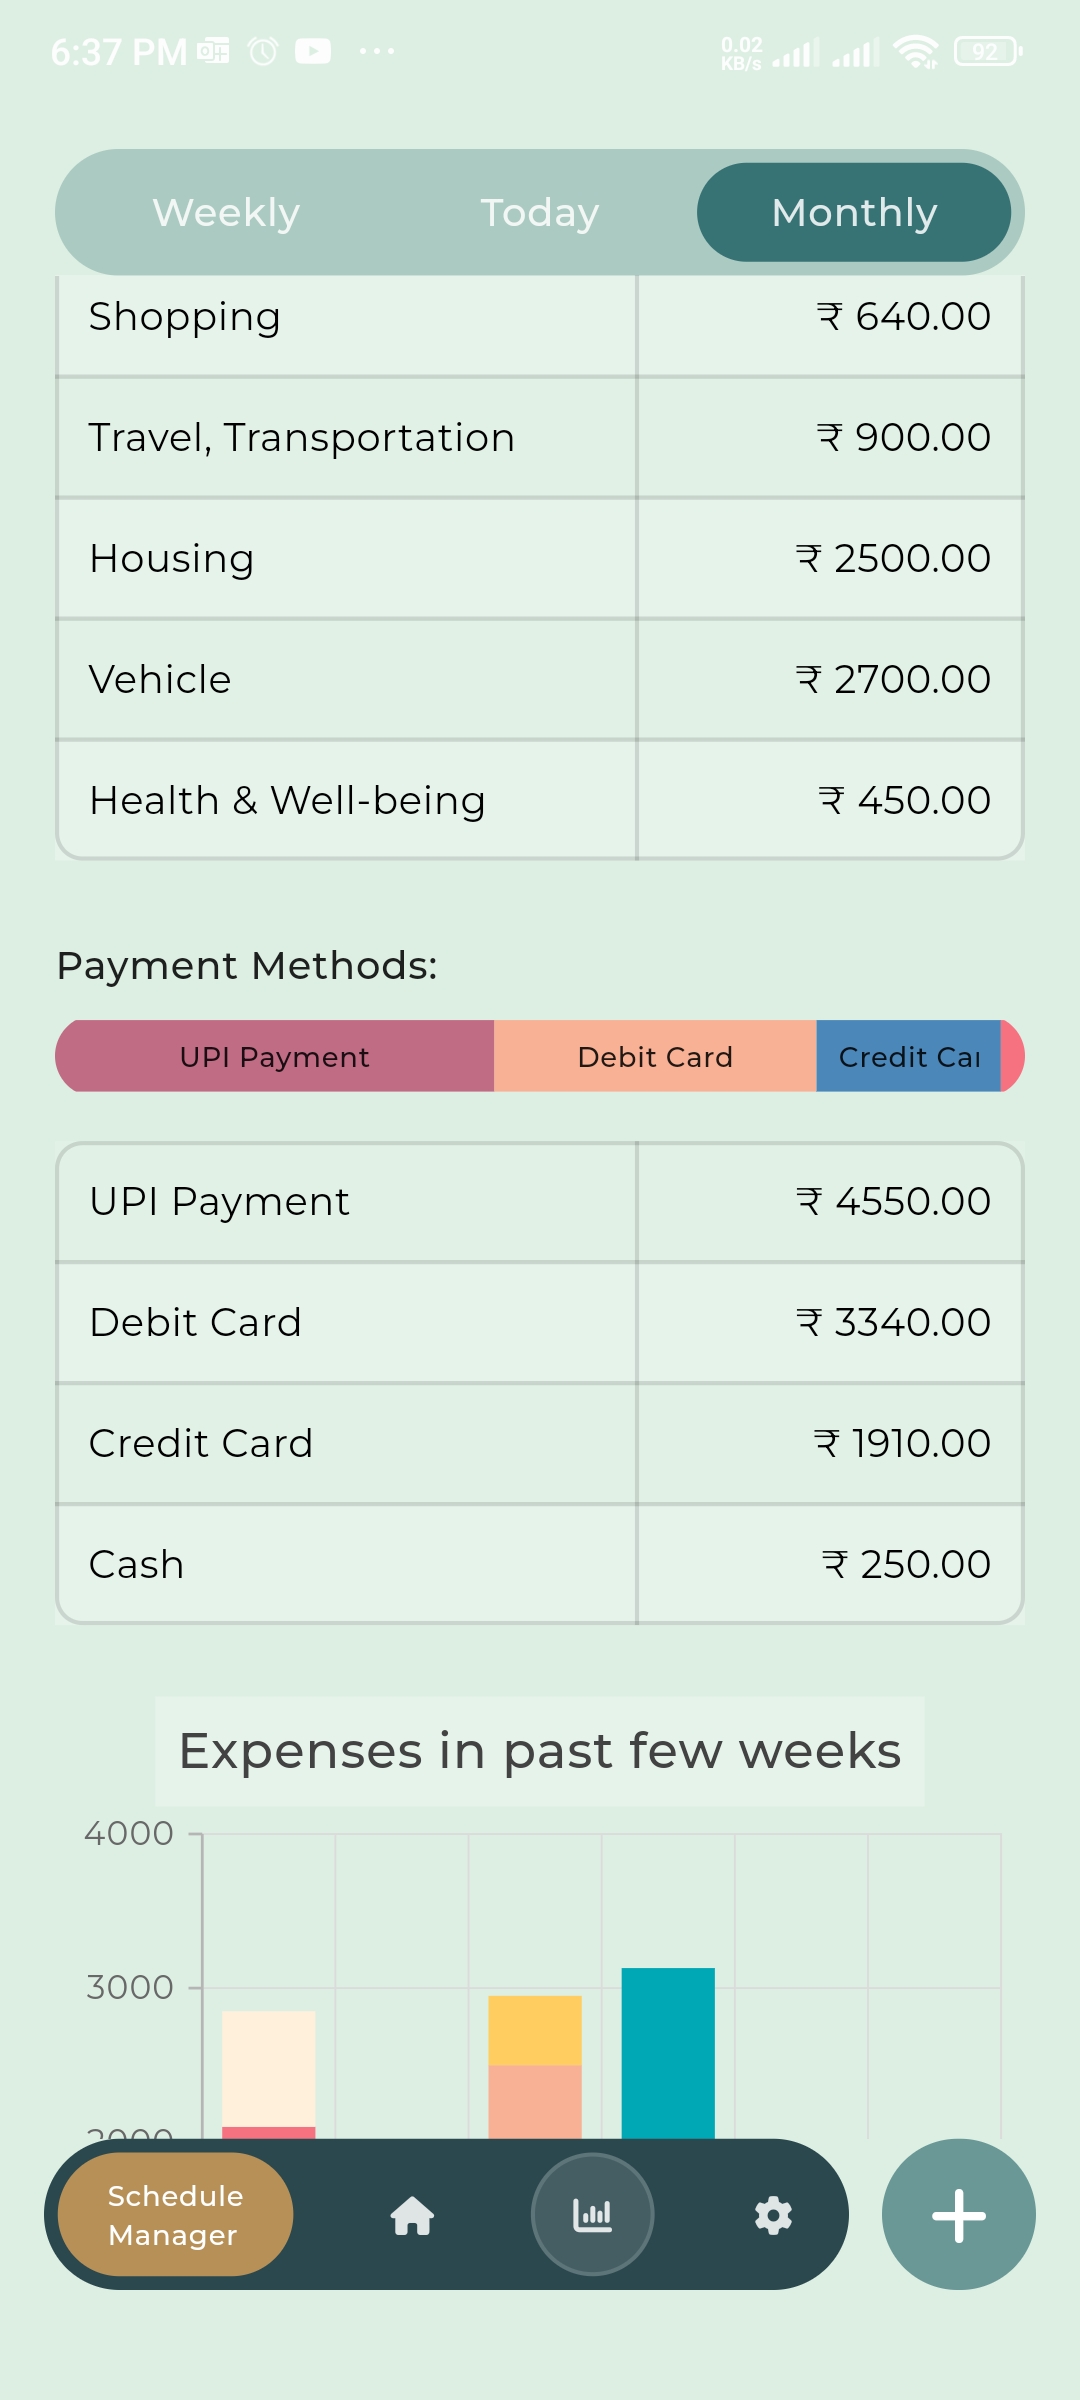 6:37 PM
0.02
KB/s
92
Weekly Today Monthly
Shopping ₹ 640.00
Travel, Transportation ₹ 900.00
Housing ₹ 2500.00
Vehicle ₹ 2700.00
Health & Well-being ₹ 450.00
Payment Methods:
UPI Payment Debit Card Credit Car
UPI Payment ₹ 4550.00
Debit Card ₹ 3340.00
Credit Card ₹ 1910.00
Cash ₹ 250.00
Expenses in past few weeks
4000
3000
2000
Schedule
Manager